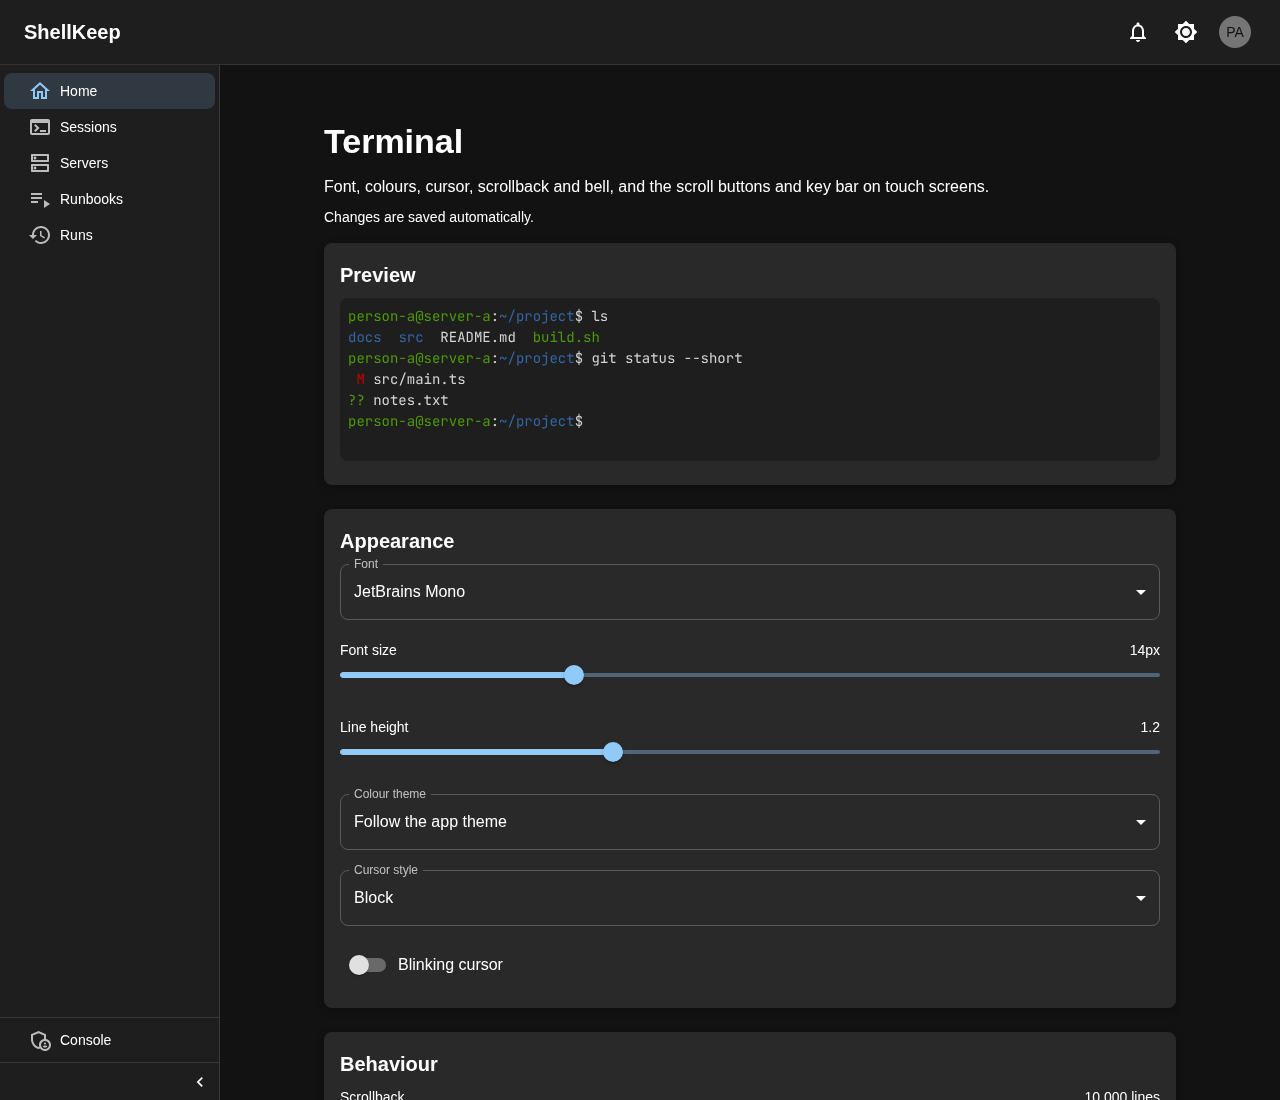 ShellKeep
PA
Home
Sessions
Servers
Runbooks
Runs
Terminal
Font, colours, cursor, scrollback and bell, and the scroll buttons and key bar on touch screens.
Changes are saved automatically.
Preview
person-a@server-a:~/project$ ls
docs  src  README.md  build.sh
person-a@server-a:~/project$ git status --short
 M src/main.ts
?? notes.txt
person-a@server-a:~/project$
Appearance
Font
JetBrains Mono
Font size 14px
Line height 1.2
Colour theme
Follow the app theme
Cursor style
Block
Blinking cursor
Behaviour
Scrollback 10,000 lines
Console